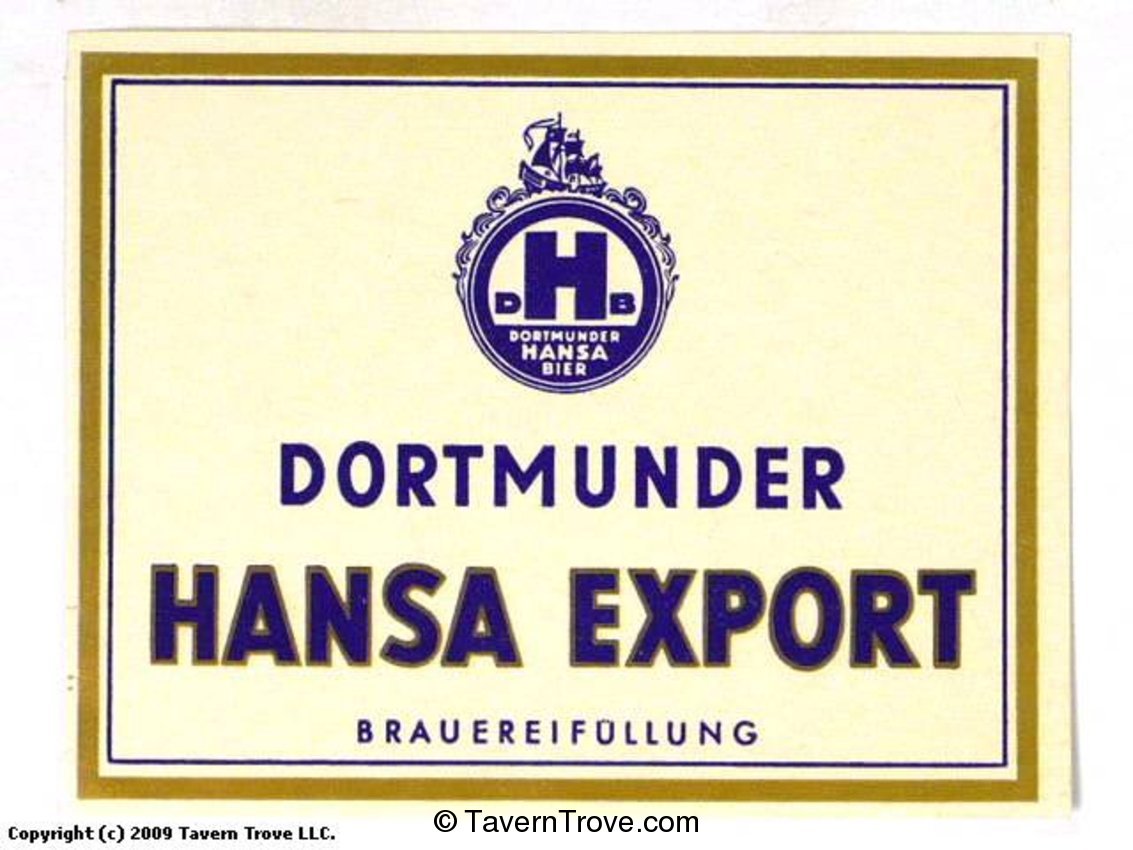 H
D B
DORTMUNDER
HANSA
BIER
DORTMUNDER
HANSA EXPORT
BRAUEREIFÜLLUNG
© TavernTrove.com
Copyright (c) 2009 Tavern Trove LLC.